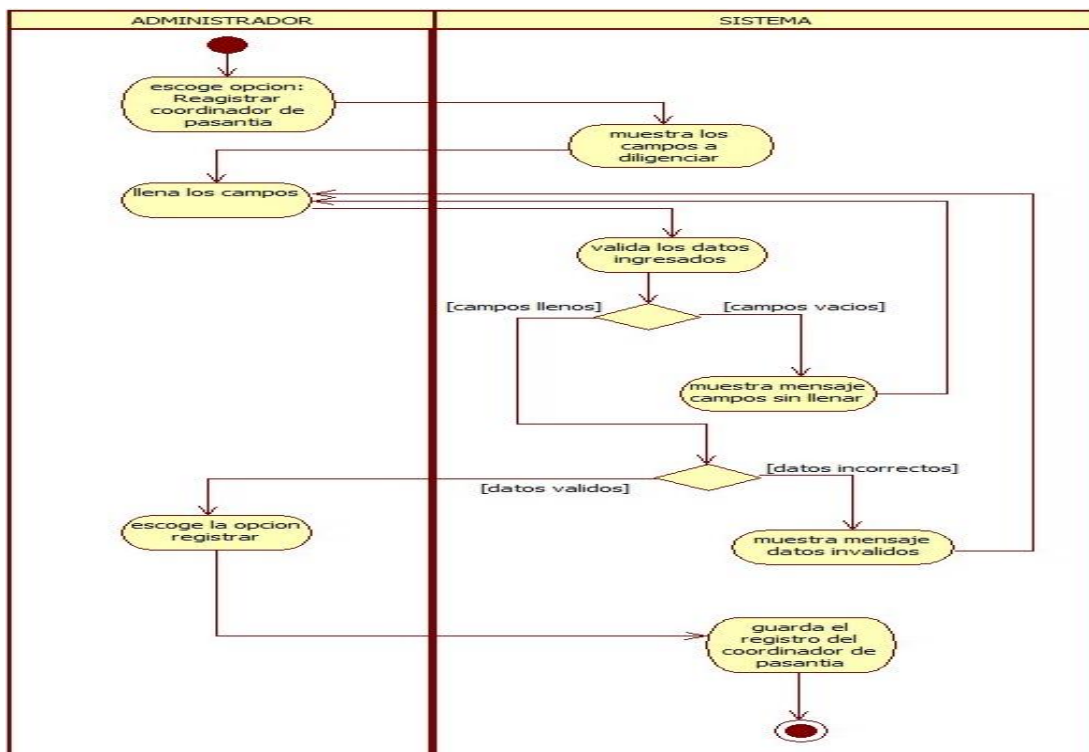 ADMINISTRADOR
SISTEMA
escoge opcion:
Reagistrar
coordinador de
pasantia
muestra los
campos a
diligenciar
llena los campos
valida los datos
ingresados
[campos llenos]
[campos vacios]
muestra mensaje
campos sin llenar
[datos incorrectos]
[datos validos]
escoge la opcion
registrar
muestra mensaje
datos invalidos
guarda el
registro del
coordinador de
pasantia